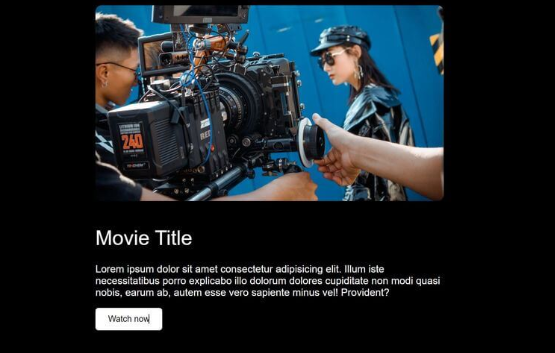 240
Movie Title
Lorem ipsum dolor sit amet consectetur adipisicing elit. Illum iste
necessitatibus porro explicabo illo dolorum dolores cupiditate non modi quasi
nobis, earum ab, autem esse vero sapiente minus vel! Provident?
Watch now